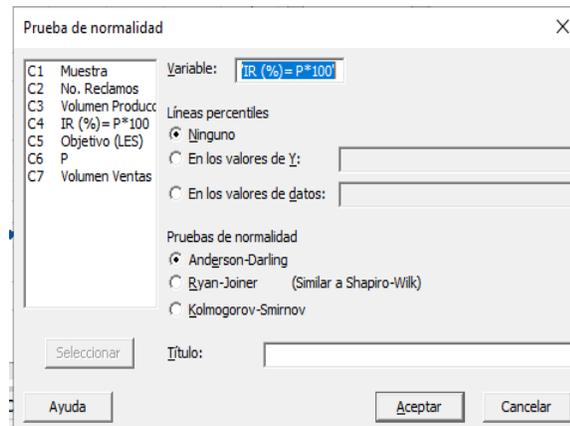 Prueba de normalidad
C1 Muestra
C2 No. Reclamos
C3 Volumen Producc
C4 IR (%)= P*100
C5 Objetivo (LES)
C6 P
C7 Volumen Ventas
Variable: 'IR (%)= P*100'
Líneas percentiles
Ninguno
En los valores de Y:
En los valores de datos:
Pruebas de normalidad
Anderson-Darling
Ryan-Joiner (Similar a Shapiro-Wilk)
Kolmogorov-Smirnov
Seleccionar
Título:
Ayuda
Aceptar
Cancelar